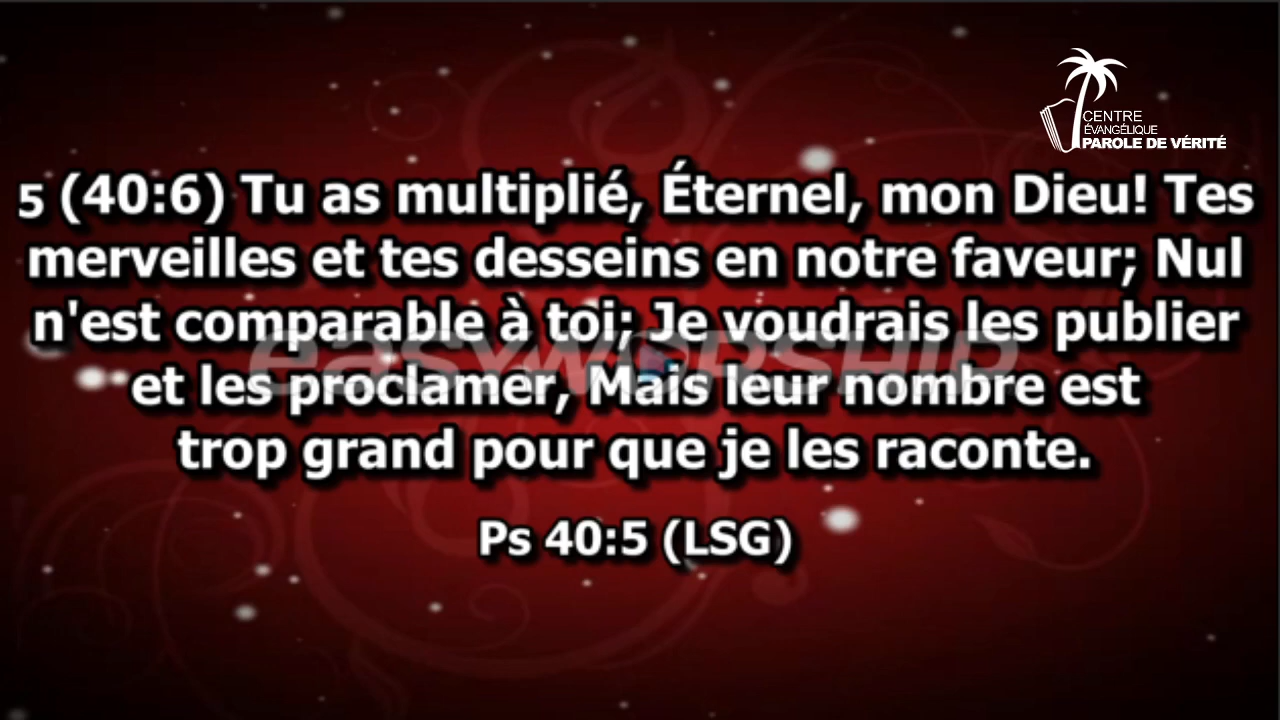 CENTRE
ÉVANGÉLIQUE
PAROLE DE VÉRITÉ
5 (40:6) Tu as multiplié, Éternel, mon Dieu! Tes
merveilles et tes desseins en notre faveur; Nul
n'est comparable à toi; Je voudrais les publier
et les proclamer, Mais leur nombre est
trop grand pour que je les raconte.
easyworship
Ps 40:5 (LSG)